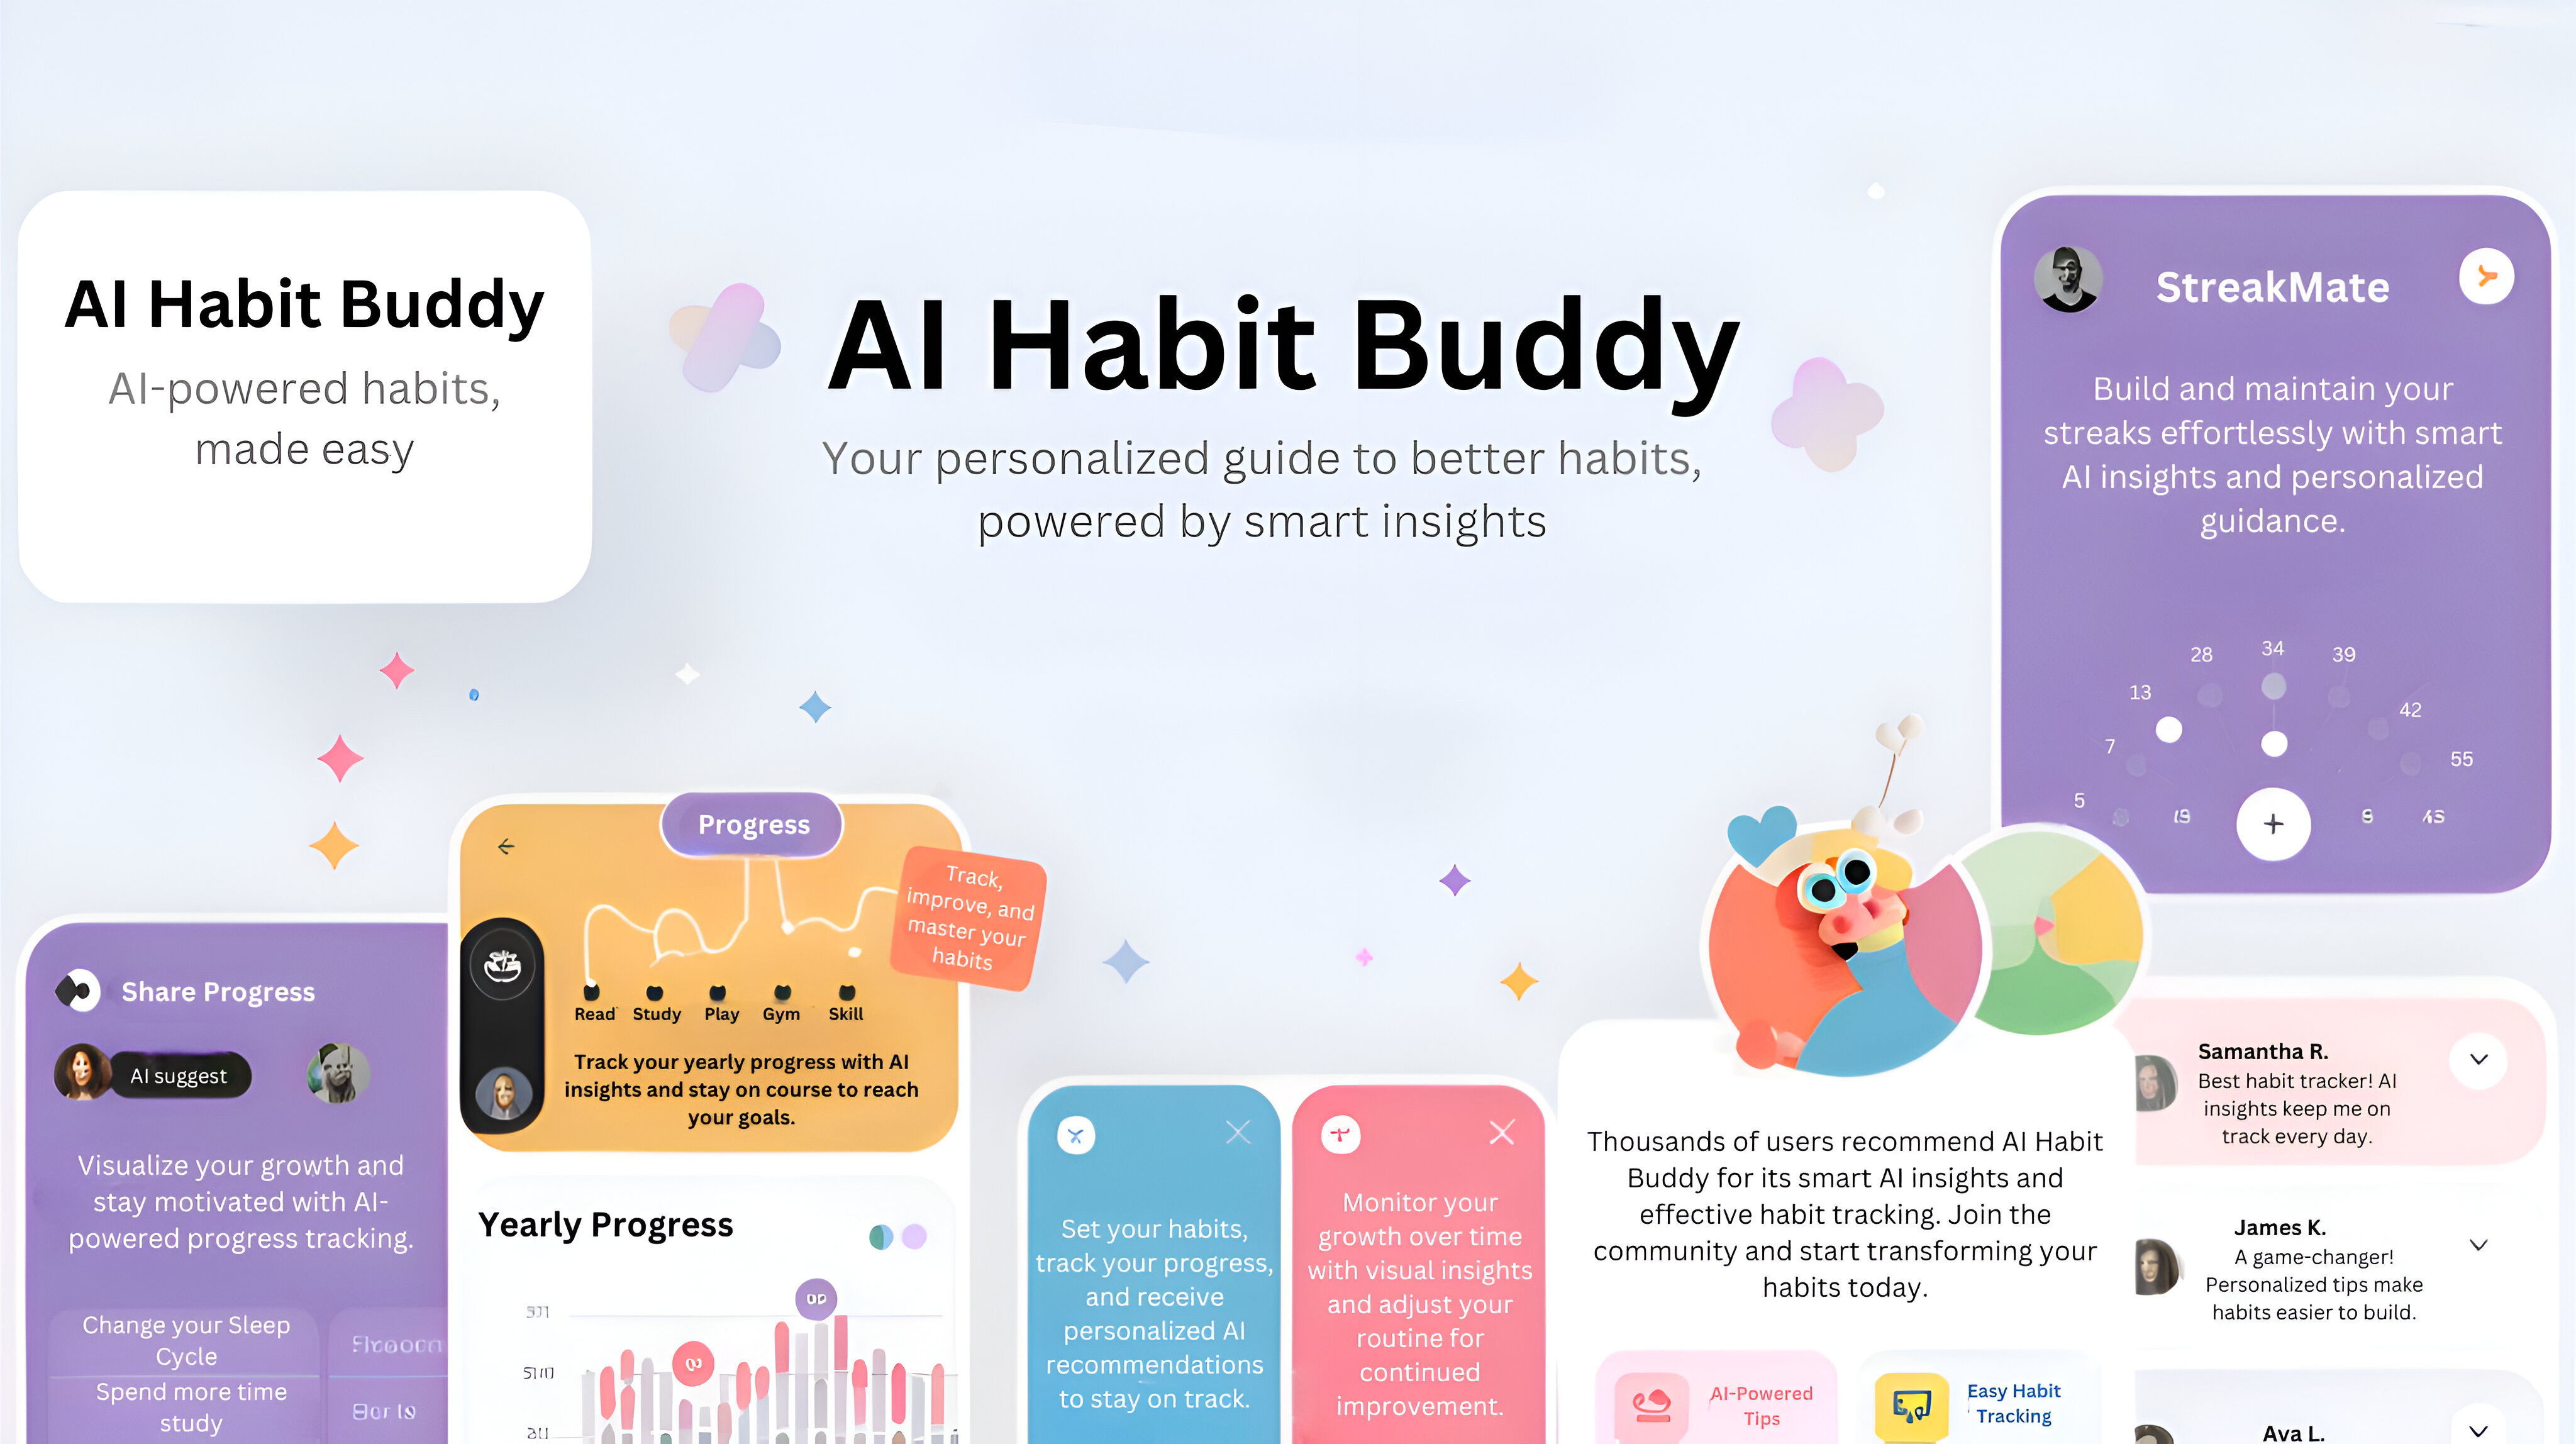 AI Habit Buddy
AI-powered habits,
made easy
AI Habit Buddy
Your personalized guide to better habits,
powered by smart insights
StreakMate
Build and maintain your
streaks effortlessly with smart
AI insights and personalized
guidance.
28 34 39
13 42
7 55
5
+
Progress
Track,
improve, and
master your
habits
Read Study Play Gym Skill
Track your yearly progress with AI
insights and stay on course to reach
your goals.
Yearly Progress
Share Progress
AI suggest
Visualize your growth and
stay motivated with AI-
powered progress tracking.
Change your Sleep
Cycle
Spend more time
study
Set your habits,
track your progress,
and receive
personalized AI
recommendations
to stay on track.
Monitor your
growth over time
with visual insights
and adjust your
routine for
continued
improvement.
Thousands of users recommend AI Habit
Buddy for its smart AI insights and
effective habit tracking. Join the
community and start transforming your
habits today.
AI-Powered
Tips
Easy Habit
Tracking
Samantha R.
Best habit tracker! AI
insights keep me on
track every day.
James K.
A game-changer!
Personalized tips make
habits easier to build.
Ava L.